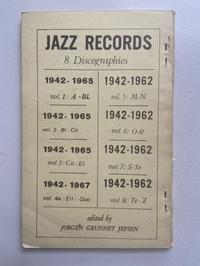 JAZZ RECORDS
8 Discographies
1942-1965
vol. 1: A-BL
1942-1965
vol. 2: Bl-Co
1942-1965
vol. 3: Co-El
1942-1967
vol. 4a: Ell-Goo
1942-1962
vol. 5: M-N
1942-1962
vol. 6: O-R
1942-1962
vol. 7: S-Te
1942-1962
vol. 8: Te-Z
edited by
JORGEN GRUNNET JEPSEN